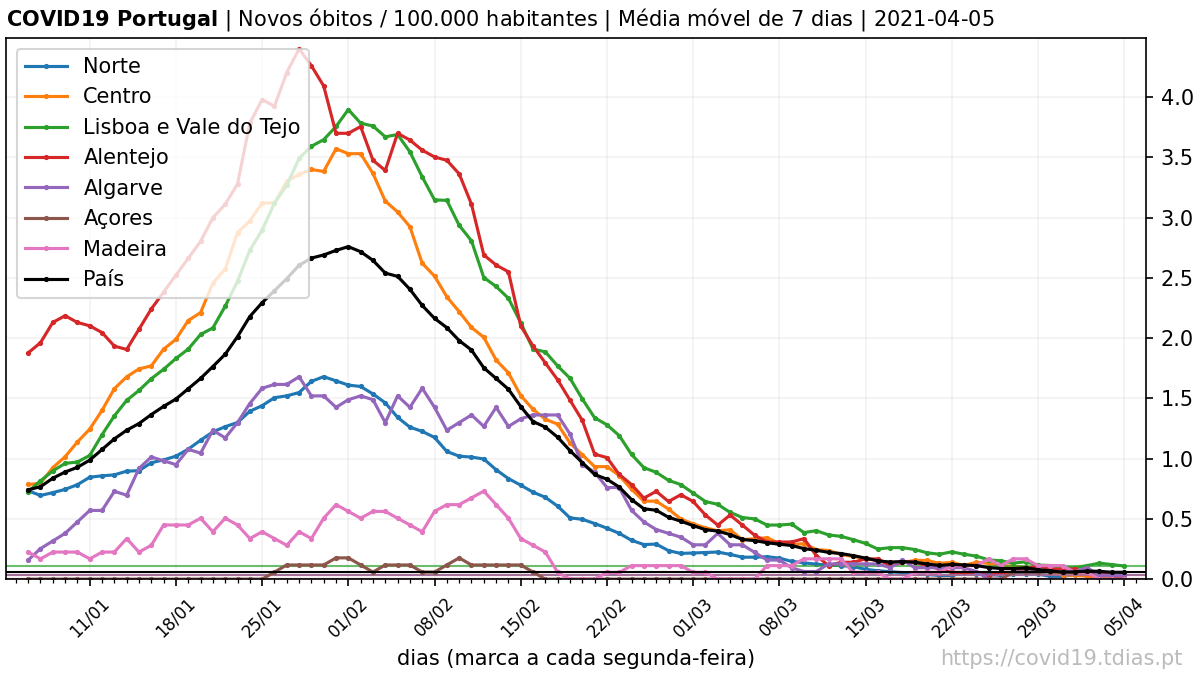 COVID19 Portugal | Novos óbitos / 100.000 habitantes | Média móvel de 7 dias | 2021-04-05
Norte
Centro
Lisboa e Vale do Tejo
Alentejo
Algarve
Açores
Madeira
País
4.0
3.5
3.0
2.5
2.0
1.5
1.0
0.5
0.0
11/01
18/01
25/01
01/02
08/02
15/02
22/02
01/03
08/03
15/03
22/03
29/03
05/04
dias (marca a cada segunda-feira)
https://covid19.tdias.pt